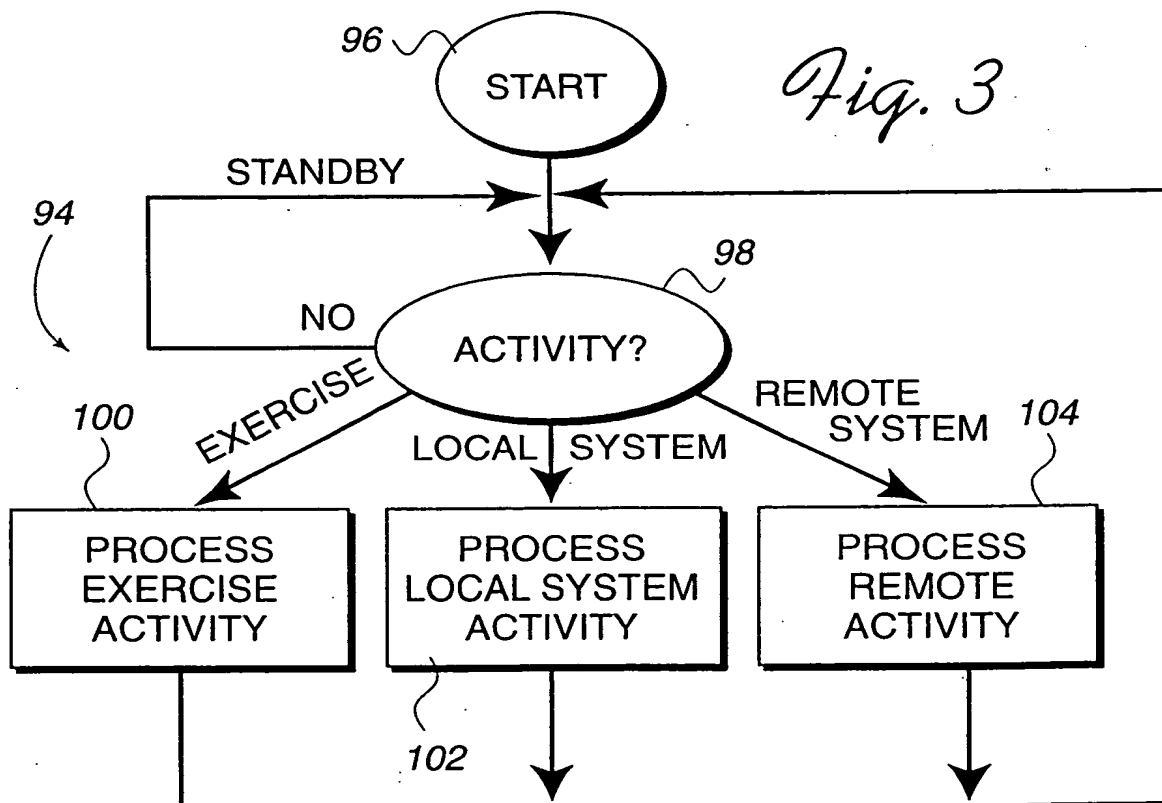 96
START
Fig. 3
STANDBY
94
98
NO
ACTIVITY?
EXERCISE
LOCAL SYSTEM
REMOTE
SYSTEM
100
104
PROCESS
EXERCISE
ACTIVITY
PROCESS
LOCAL SYSTEM
ACTIVITY
PROCESS
REMOTE
ACTIVITY
102